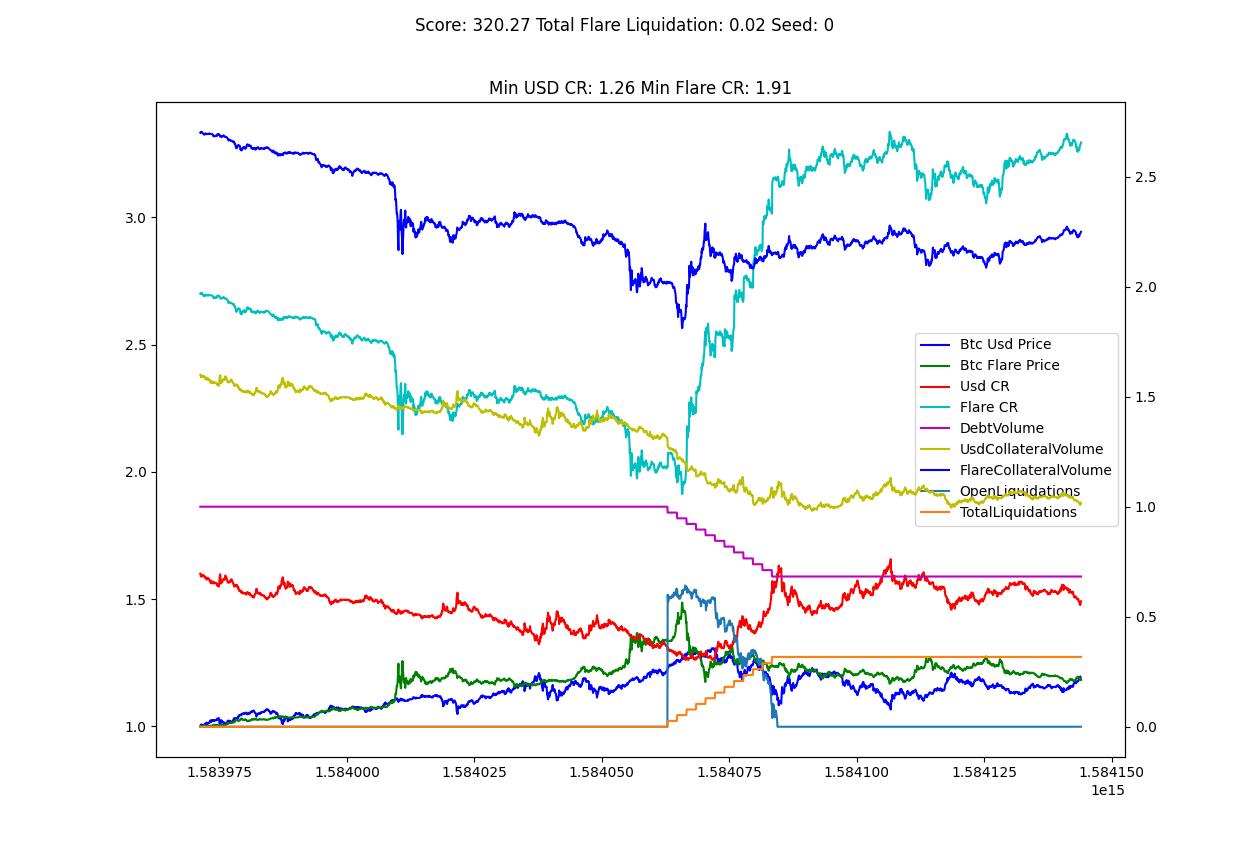 Score: 320.27 Total Flare Liquidation: 0.02 Seed: 0
Min USD CR: 1.26 Min Flare CR: 1.91
3.0
2.5
2.0
1.5
1.0
2.5
2.0
1.5
1.0
0.5
0.0
Btc Usd Price
Btc Flare Price
Usd CR
Flare CR
DebtVolume
UsdCollateralVolume
FlareCollateralVolume
OpenLiquidations
TotalLiquidations
1.583975 1.584000 1.584025 1.584050 1.584075 1.584100 1.584125 1.584150
1e15